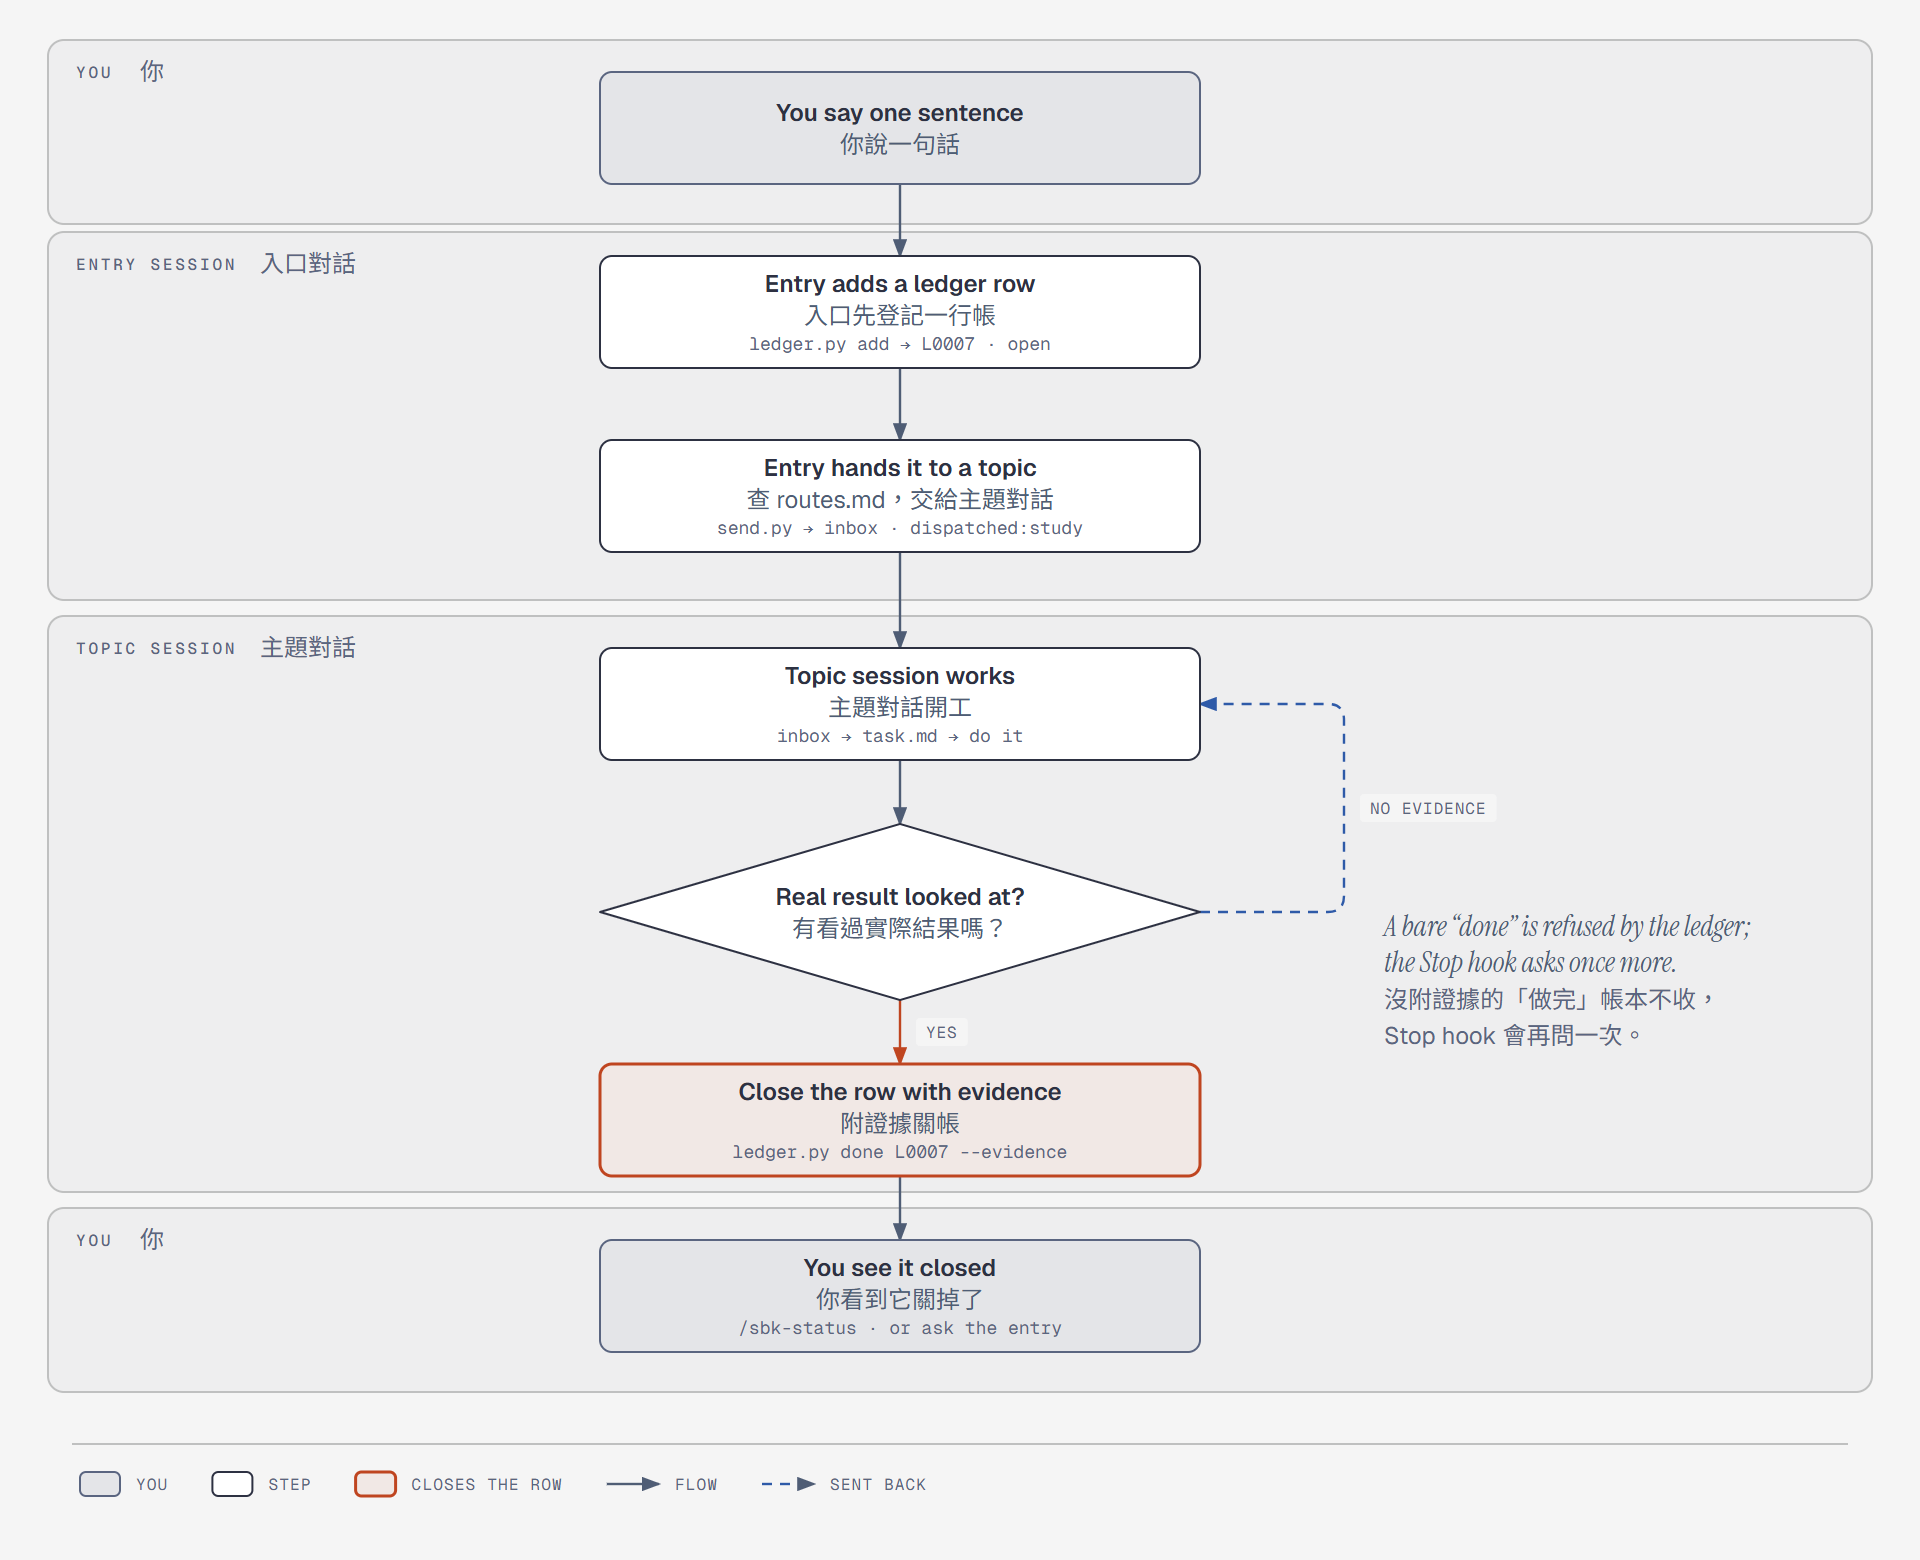 YOU 你
You say one sentence
你說一句話
ENTRY SESSION 入口對話
Entry adds a ledger row
入口先登記一行帳
ledger.py add → L0007 · open
Entry hands it to a topic
查 routes.md，交給主題對話
send.py → inbox · dispatched:study
TOPIC SESSION 主題對話
Topic session works
主題對話開工
inbox → task.md → do it
NO EVIDENCE
Real result looked at?
有看過實際結果嗎？
A bare “done” is refused by the ledger;
the Stop hook asks once more.
沒附證據的「做完」帳本不收，
Stop hook 會再問一次。
YES
Close the row with evidence
附證據關帳
ledger.py done L0007 --evidence
YOU 你
You see it closed
你看到它關掉了
/sbk-status · or ask the entry
YOU STEP CLOSES THE ROW FLOW SENT BACK